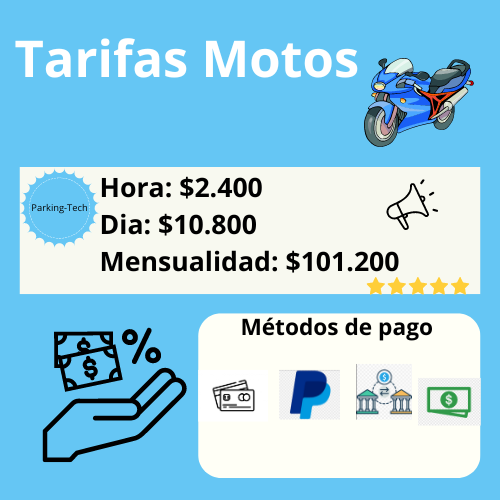 Tarifas Motos
Parking-Tech
Hora: $2.400
Dia: $10.800
Mensualidad: $101.200
Métodos de pago